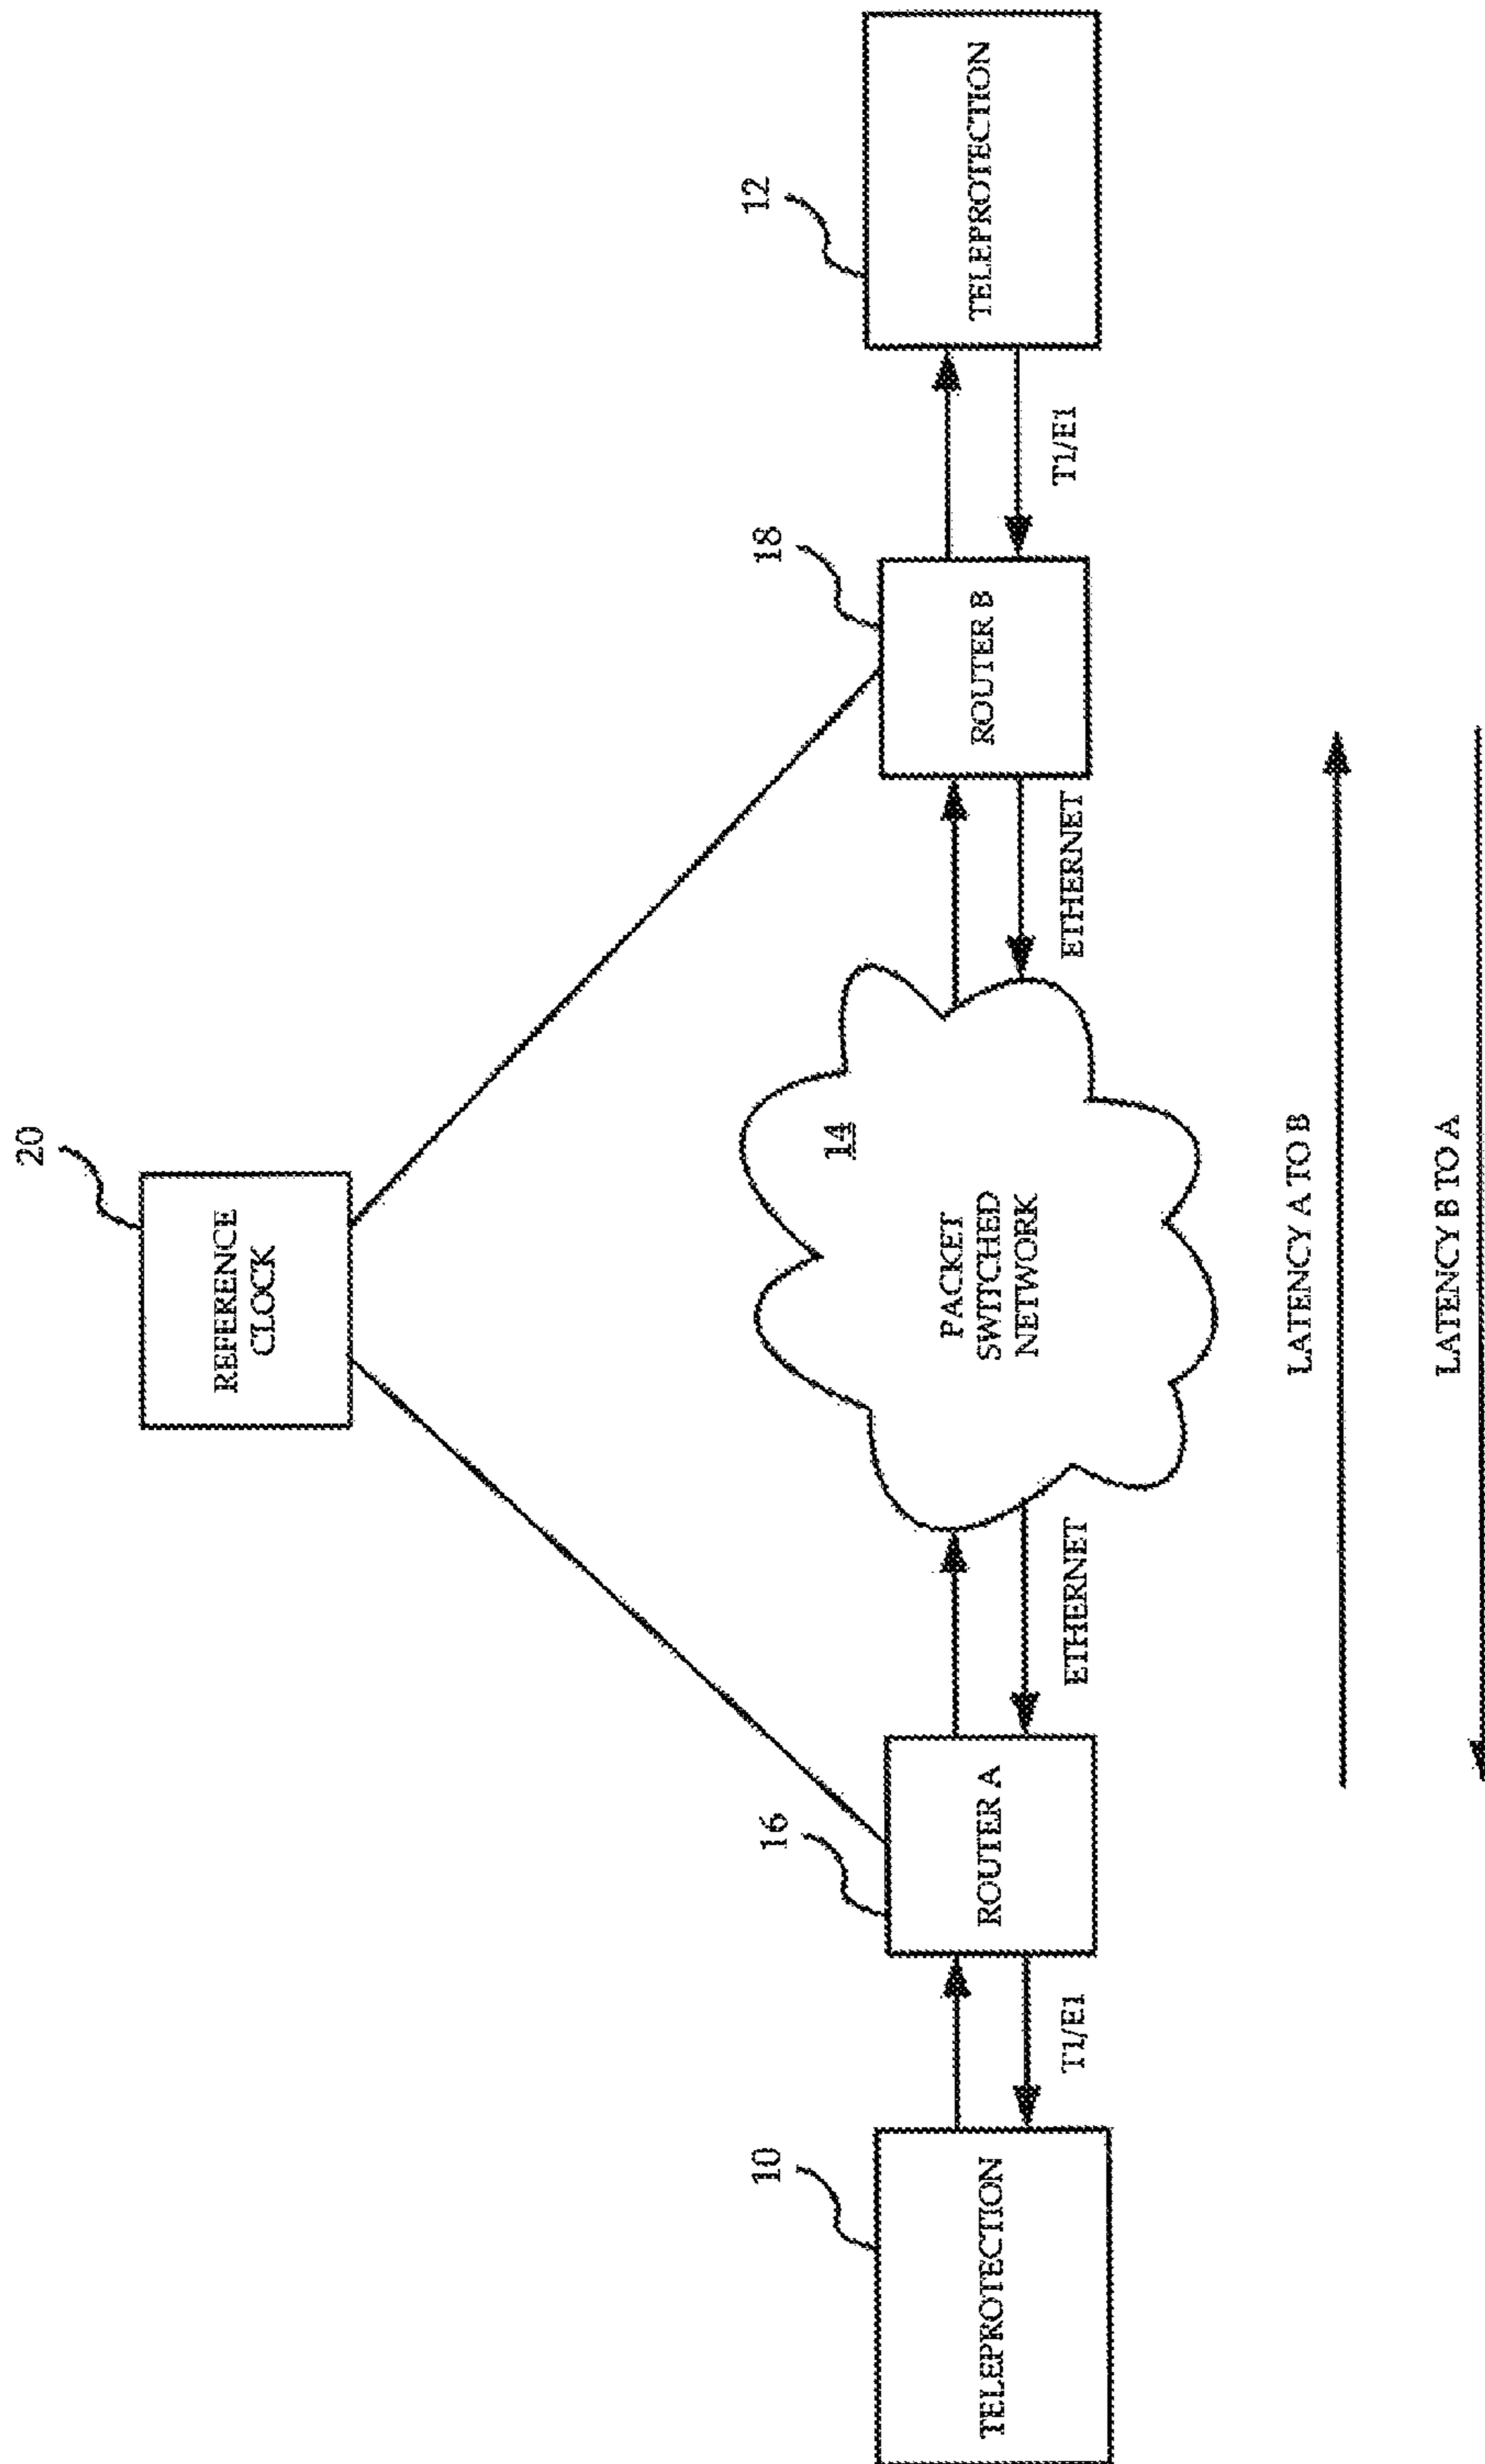 20
REFERENCE
CLOCK
10
TELEPROTECTION
T1/E1
16
ROUTER A
ETHERNET
14
PACKET
SWITCHED
NETWORK
ETHERNET
18
ROUTER B
T1/E1
12
TELEPROTECTION
LATENCY A TO B
LATENCY B TO A